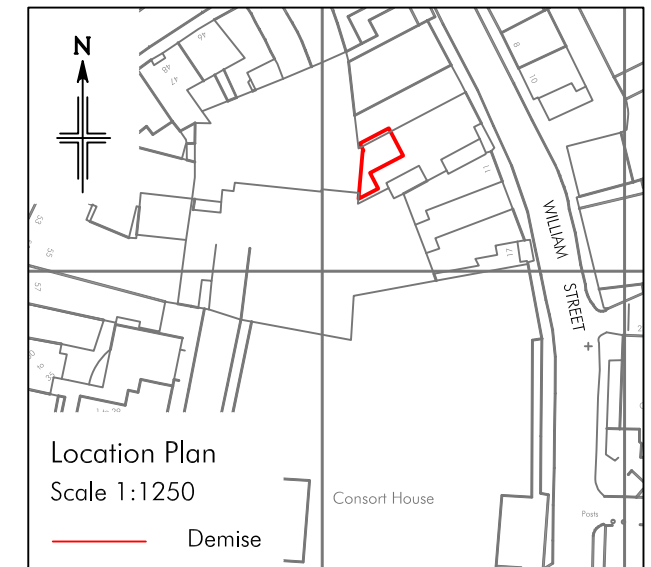 N
46
48
47
8
10
11
WILLIAM
53
55
17
57
STREET
Location Plan
Scale 1:1250
Consort House
Posts
Demise